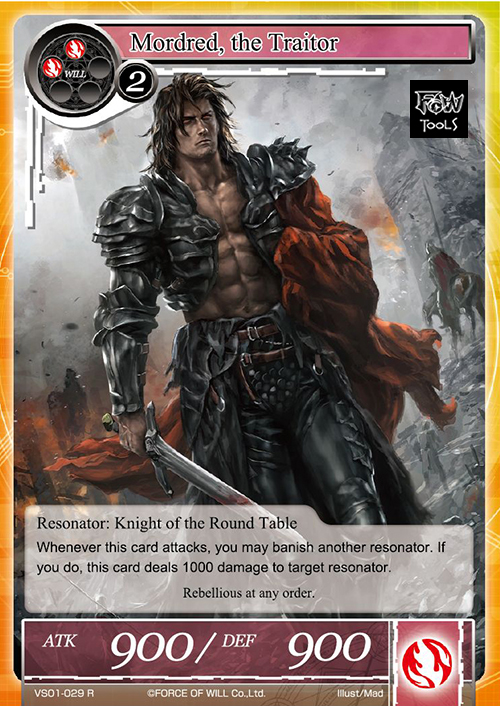 Mordred, the Traitor
WILL
2
FOW
TOOLS
Resonator: Knight of the Round Table
Whenever this card attacks, you may banish another resonator. If
you do, this card deals 1000 damage to target resonator.
Rebellious at any order.
ATK 900/ DEF 900
VS01-029 R ©FORCE OF WILL Co.,Ltd. Illust/Mad